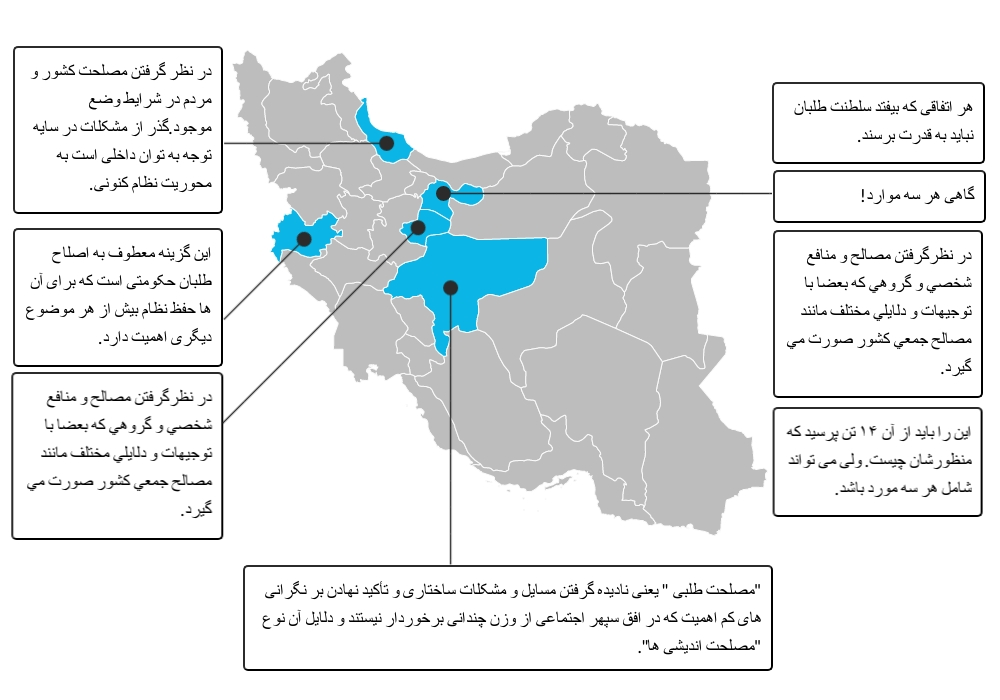 در نظر گرفتن مصلحت کشور و
مردم در شرایط وضع
موجود.گذر از مشکلات در سایه
توجه به توان داخلی است به
محوریت نظام کنونی.
این گزینه معطوف به اصلاح
طلبان حکومتی است که برای آن
ها حفظ نظام بیش از هر موضوع
دیگری اهمیت دارد.
در نظرگرفتن مصالح و منافع
شخصي و گروهي که بعضا با
توجيهات و دلايلي مختلف مانند
مصالح جمعي کشور صورت مي
گيرد.
هر اتفاقی که بیفتد سلطنت طلبان
نباید به قدرت برسند.
گاهی هر سه موارد!
در نظرگرفتن مصالح و منافع
شخصي و گروهي که بعضا با
توجيهات و دلايلي مختلف مانند
مصالح جمعي کشور صورت مي
گيرد.
این را باید از آن ۱۴ تن پرسید که
منظورشان چیست. ولی می تواند
شامل هر سه مورد باشد.
"مصلحت طلبی " یعنی نادیده گرفتن مسایل و مشکلات ساختاری و تأکید نهادن بر نگرانی
های کم اهمیت که در افق سپهر اجتماعی از وزن چندانی برخوردار نیستند و دلایل آن نوع
"مصلحت اندیشی ها".